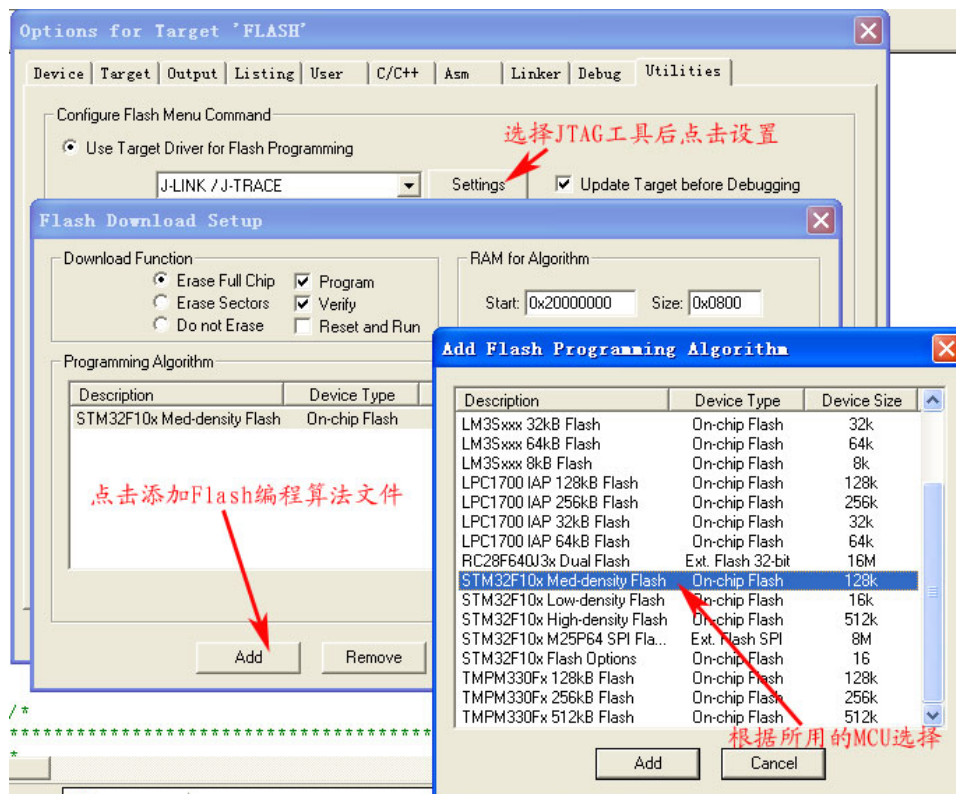 Options for Target 'FLASH'
Device Target Output Listing User C/C++ Asm Linker Debug Utilities
Configure Flash Menu Command
选择JTAG工具后点击设置
Use Target Driver for Flash Programming
J-LINK / J-TRACE Settings Update Target before Debugging
Flash Download Setup
Download Function
Erase Full Chip Program
Erase Sectors Verify
Do not Erase Reset and Run
RAM for Algorithm
Start: 0x20000000 Size: 0x0800
Programming Algorithm
Description Device Type
STM32F10x Med-density Flash On-chip Flash
点击添加Flash编程算法文件
Add Remove
Add Flash Programming Algorithm
Description Device Type Device Size
LM3Sxxx 32kB Flash On-chip Flash 32k
LM3Sxxx 64kB Flash On-chip Flash 64k
LM3Sxxx 8kB Flash On-chip Flash 8k
LPC1700 IAP 128kB Flash On-chip Flash 128k
LPC1700 IAP 256kB Flash On-chip Flash 256k
LPC1700 IAP 32kB Flash On-chip Flash 32k
LPC1700 IAP 64kB Flash On-chip Flash 64k
RC28F640J3x Dual Flash Ext. Flash 32-bit 16M
STM32F10x Med-density Flash On-chip Flash 128k
STM32F10x Low-density Flash On-chip Flash 16k
STM32F10x High-density Flash On-chip Flash 512k
STM32F10x M25P64 SPI Fla... Ext. Flash SPI 8M
STM32F10x Flash Options On-chip Flash 16
TMPM330Fx 128kB Flash On-chip Flash 128k
TMPM330Fx 256kB Flash On-chip Flash 256k
TMPM330Fx 512kB Flash On-chip Flash 512k
根据所用的MCU选择
Add Cancel
/*
**************************************
*